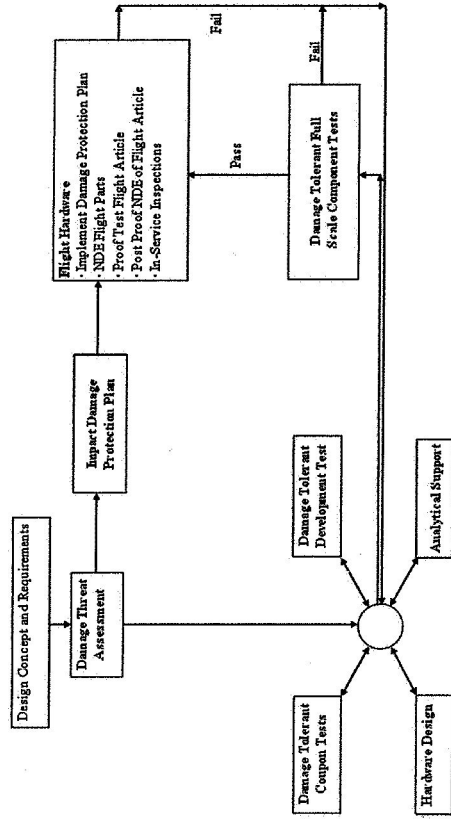 Design Concept and Requirements
Damage Threat
Assessment
Impact Damage
Protection Plan
Flight Hardware
· Implement Damage Protection Plan
· NDE Flight Parts
· Proof Test Flight Article
· Post Proof NDE of Flight Article
· In-Service Inspections
Fail
Pass
Fail
Damage Tolerant Full
Scale Component Tests
Damage Tolerant
Coupon Tests
Damage Tolerant
Development Test
Hardware Design
Analytical Support